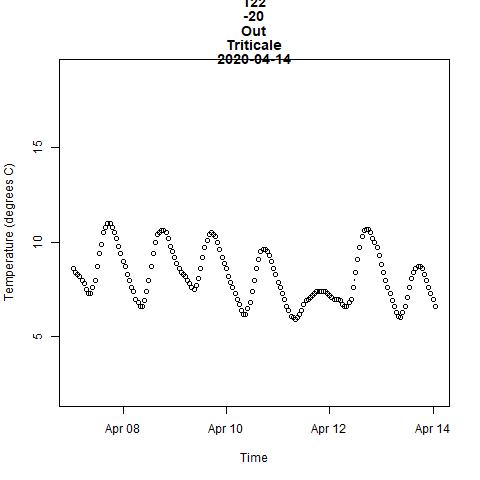 122
-20
Out
Triticale
2020-04-14
Temperature (degrees C)
15
10
5
Apr 08
Apr 10
Apr 12
Apr 14
Time